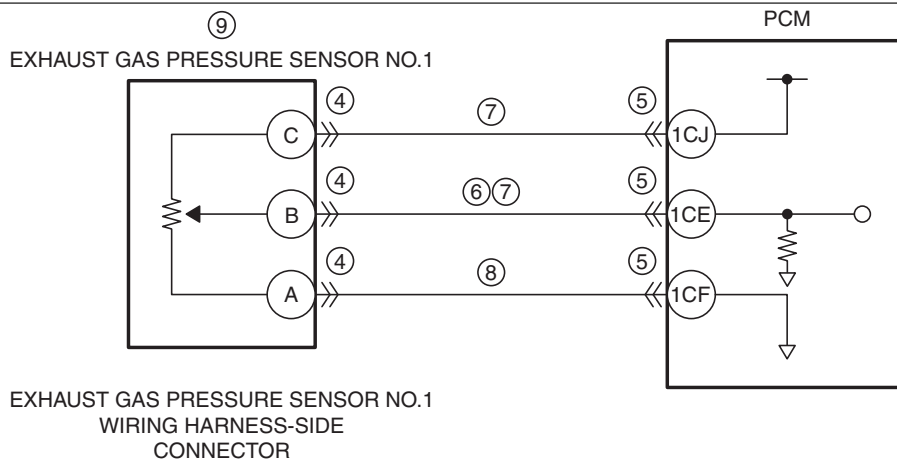 ⑨
PCM
EXHAUST GAS PRESSURE SENSOR NO.1
④ ⑦ ⑤
C 1CJ
④ ⑥⑦ ⑤
B 1CE
④ ⑧ ⑤
A 1CF
EXHAUST GAS PRESSURE SENSOR NO.1
WIRING HARNESS-SIDE
CONNECTOR